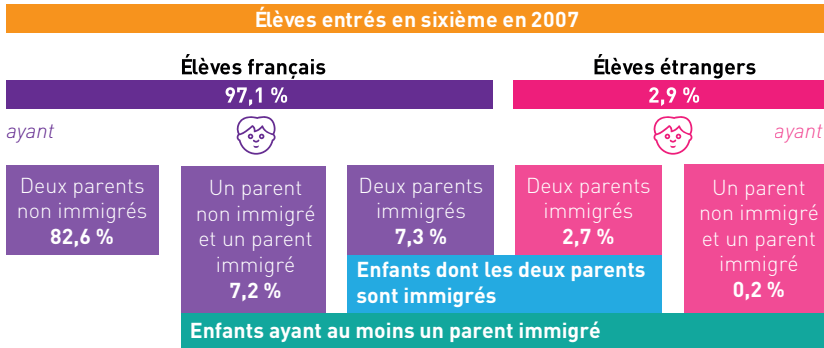 Élèves entrés en sixième en 2007
Élèves français
97,1 %
Élèves étrangers
2,9 %
ayant
ayant
Deux parents
non immigrés
82,6 %
Un parent
non immigré
et un parent
immigré
7,2 %
Deux parents
immigrés
7,3 %
Deux parents
immigrés
2,7 %
Un parent
non immigré
et un parent
immigré
0,2 %
Enfants dont les deux parents
sont immigrés
Enfants ayant au moins un parent immigré